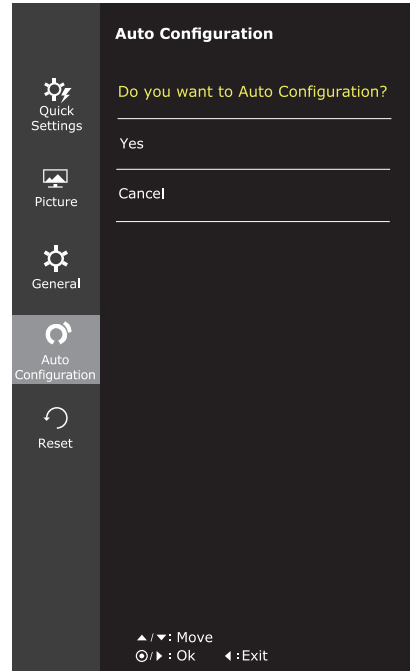 Auto Configuration
Quick
Settings
Picture
General
Auto
Configuration
Reset
Do you want to Auto Configuration?
Yes
Cancel
▲/▼: Move
⦿/▶ : Ok ◀ :Exit